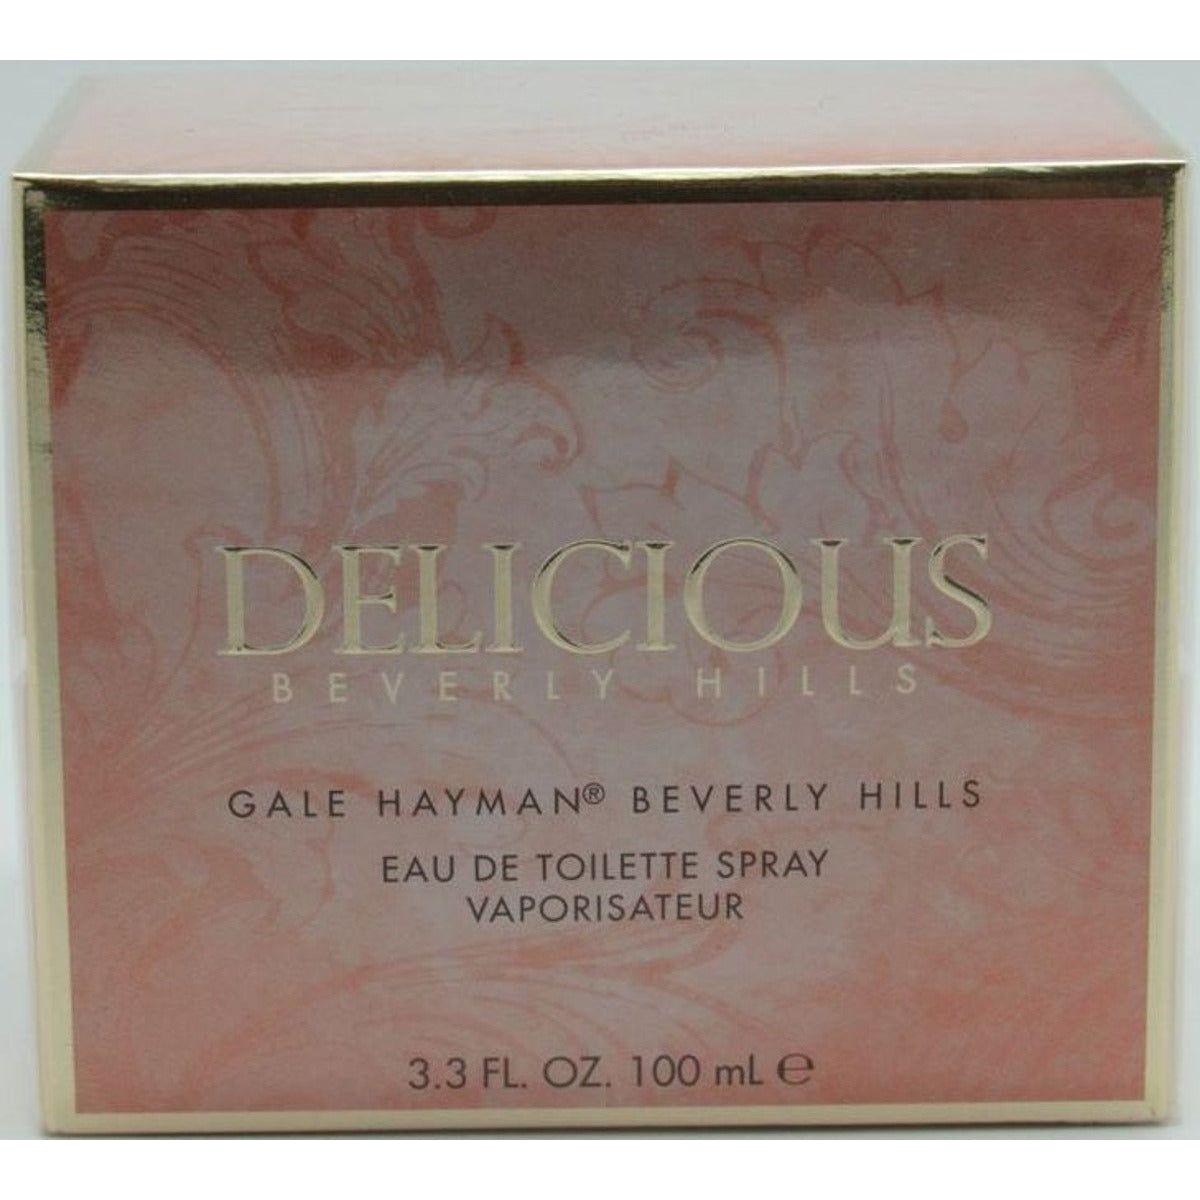 DELICIOUS
BEVERLY HILLS
GALE HAYMAN® BEVERLY HILLS
EAU DE TOILETTE SPRAY
VAPORISATEUR
3.3 FL. OZ. 100 mL ℮